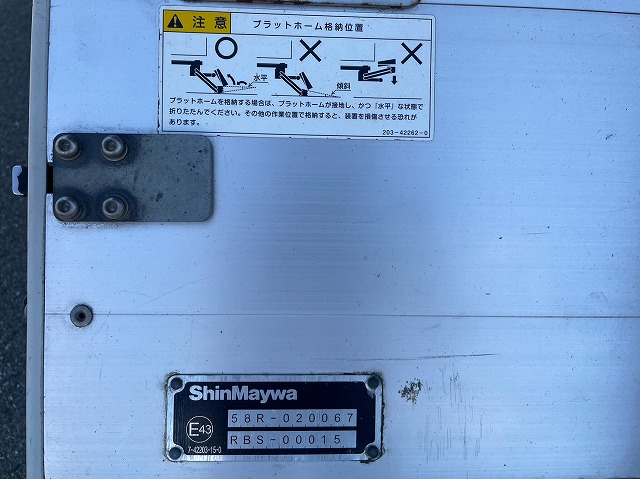 注意 プラットホーム格納位置
水平
傾斜
プラットホームを格納する場合は、プラットホームが接地し、かつ「水平」な状態で
折りたたんでください。その他の作業位置で格納すると、装置を損傷させる恐れが
あります。
203-42262-0
ShinMaywa
58R-020067
E43
RBS-00015
7-42203-15-0